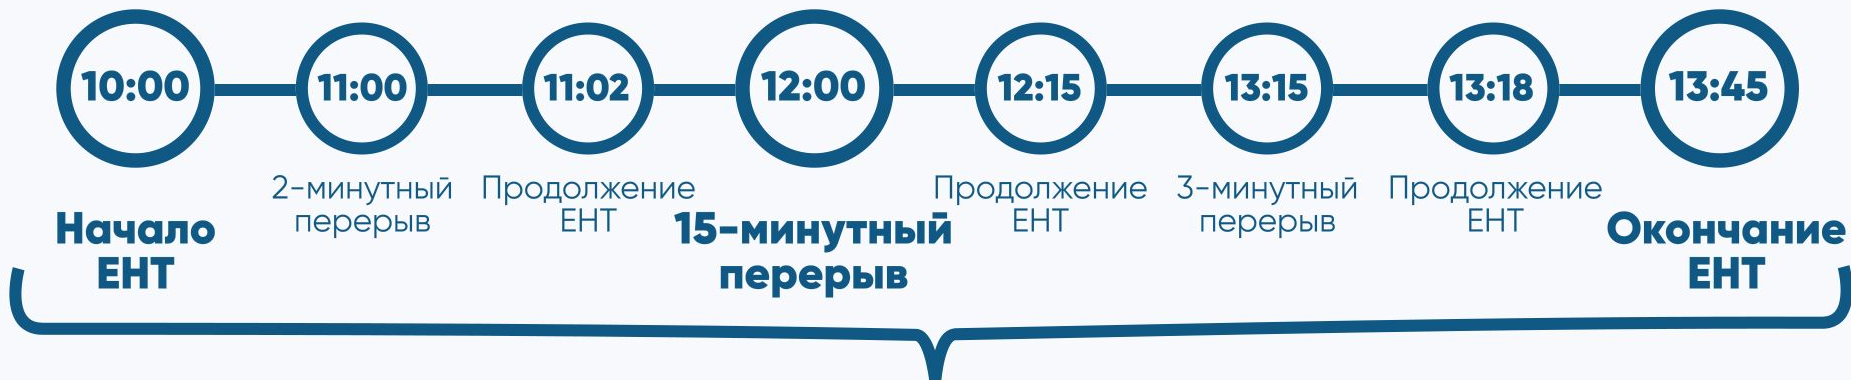 10:00
11:00
11:02
12:00
12:15
13:15
13:18
13:45
Начало
ЕНТ
2-минутный
перерыв
Продолжение
ЕНТ
15-минутный
перерыв
Продолжение
ЕНТ
3-минутный
перерыв
Продолжение
ЕНТ
Окончание
ЕНТ